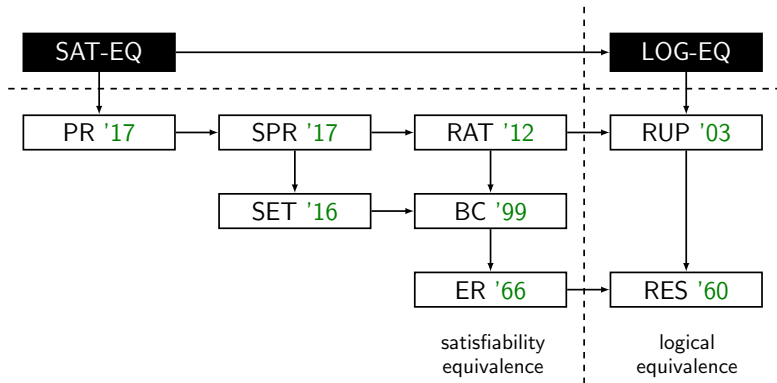 SAT-EQ
LOG-EQ
PR '17
SPR '17
RAT '12
RUP '03
SET '16
BC '99
ER '66
RES '60
satisfiability
equivalence
logical
equivalence